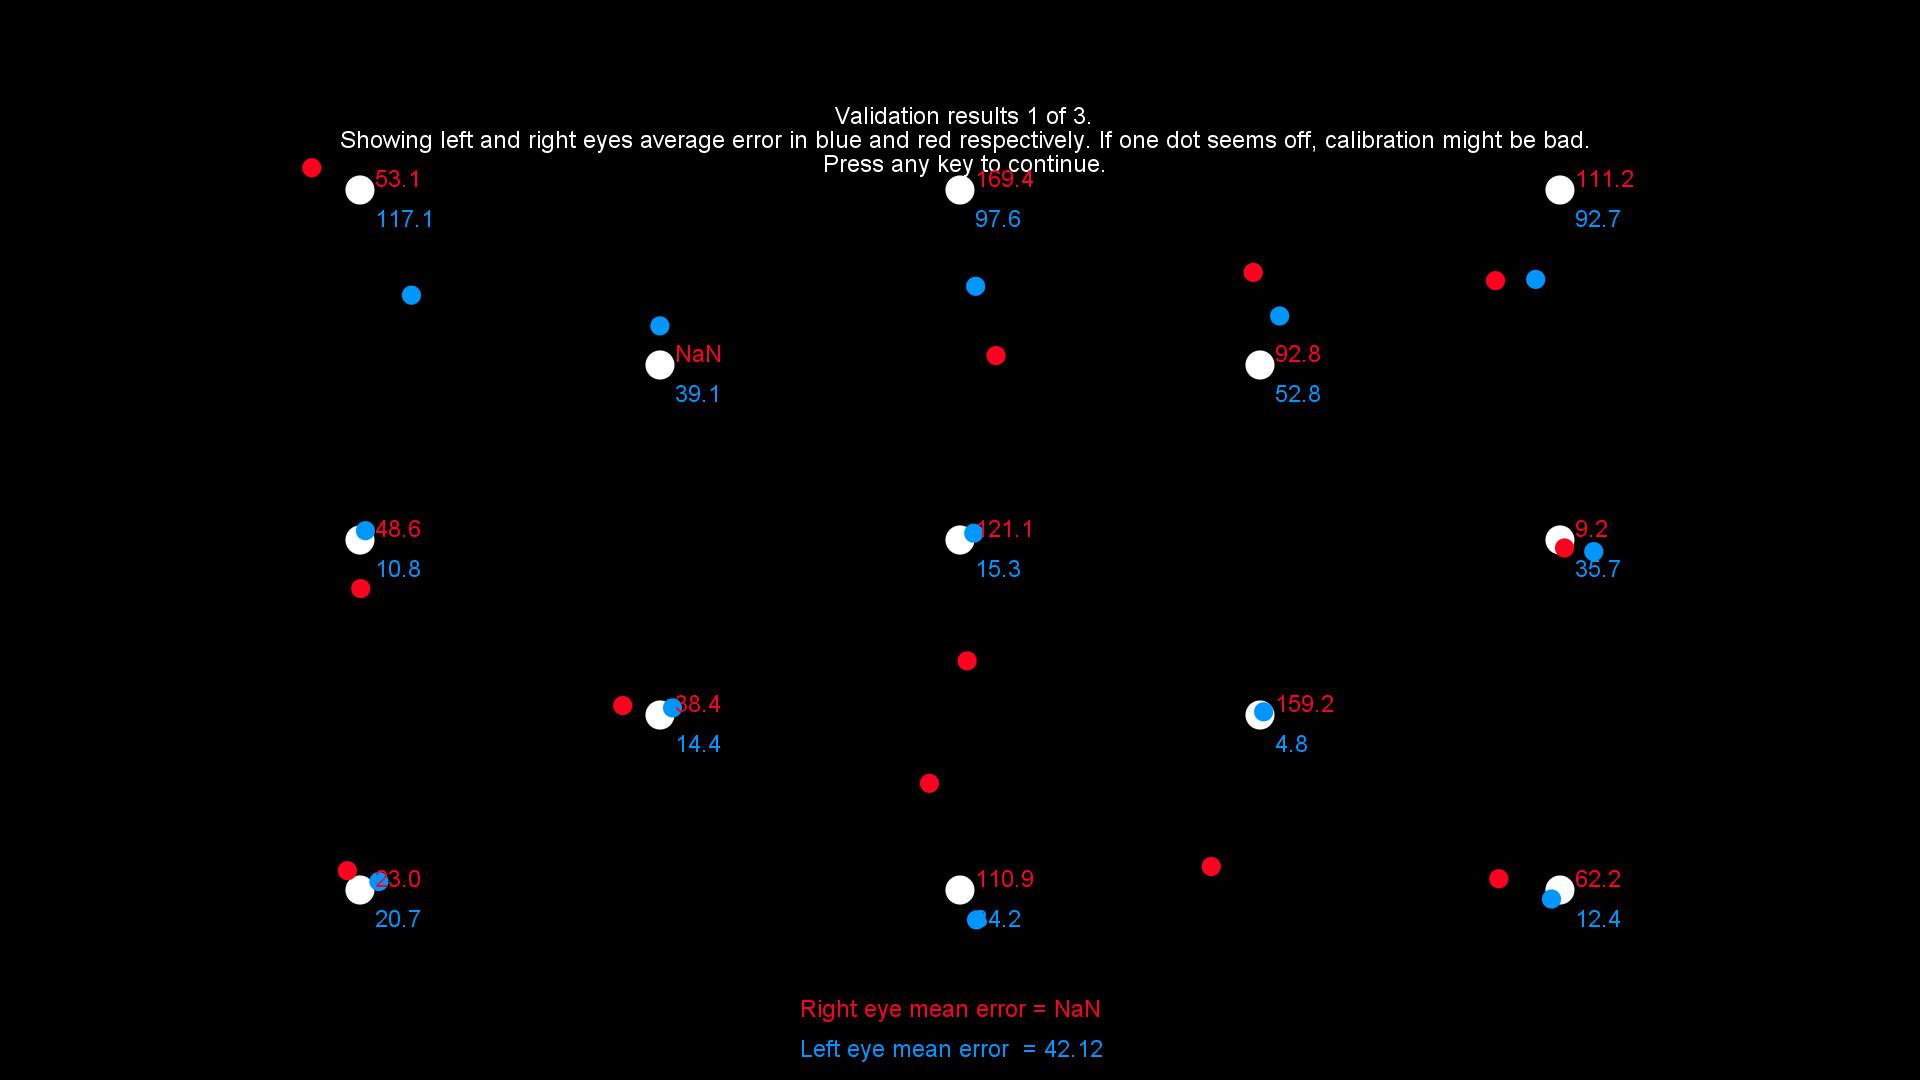 Validation results 1 of 3.
Showing left and right eyes average error in blue and red respectively. If one dot seems off, calibration might be bad.
Press any key to continue.
53.1 169.4 111.2
117.1 97.6 92.7
NaN 92.8
39.1 52.8
48.6 121.1 9.2
10.8 15.3 35.7
38.4 159.2
14.4 4.8
23.0 110.9 62.2
20.7 34.2 12.4
Right eye mean error = NaN
Left eye mean error = 42.12